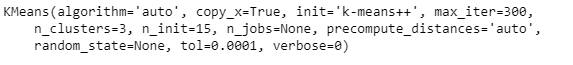 KMeans(algorithm='auto', copy_x=True, init='k-means++', max_iter=300,
n_clusters=3, n_init=15, n_jobs=None, precompute_distances='auto',
random_state=None, tol=0.0001, verbose=0)